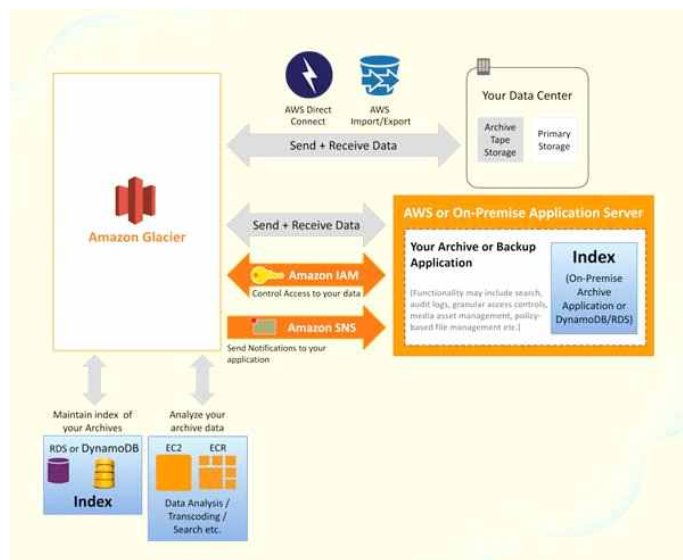 AWS Direct
Connect
AWS
Import/Export
Send + Receive Data
Your Data Center
Archive
Tape
Storage
Primary
Storage
Amazon Glacier
Send + Receive Data
Amazon IAM
Control Access to your data
Amazon SNS
Send Notifications to your
application
AWS or On-Premise Application Server
Your Archive or Backup
Application
(Functionality may include search,
audit logs, granular access controls,
media asset management, policy-
based file management etc.)
Index
(On-Premise
Archive
Application or
DynamoDB/RDS)
Maintain index of
your Archives
RDS or DynamoDB
Index
Analyze your
archive data
EC2
ECR
Data Analysis /
Transcoding /
Search etc.